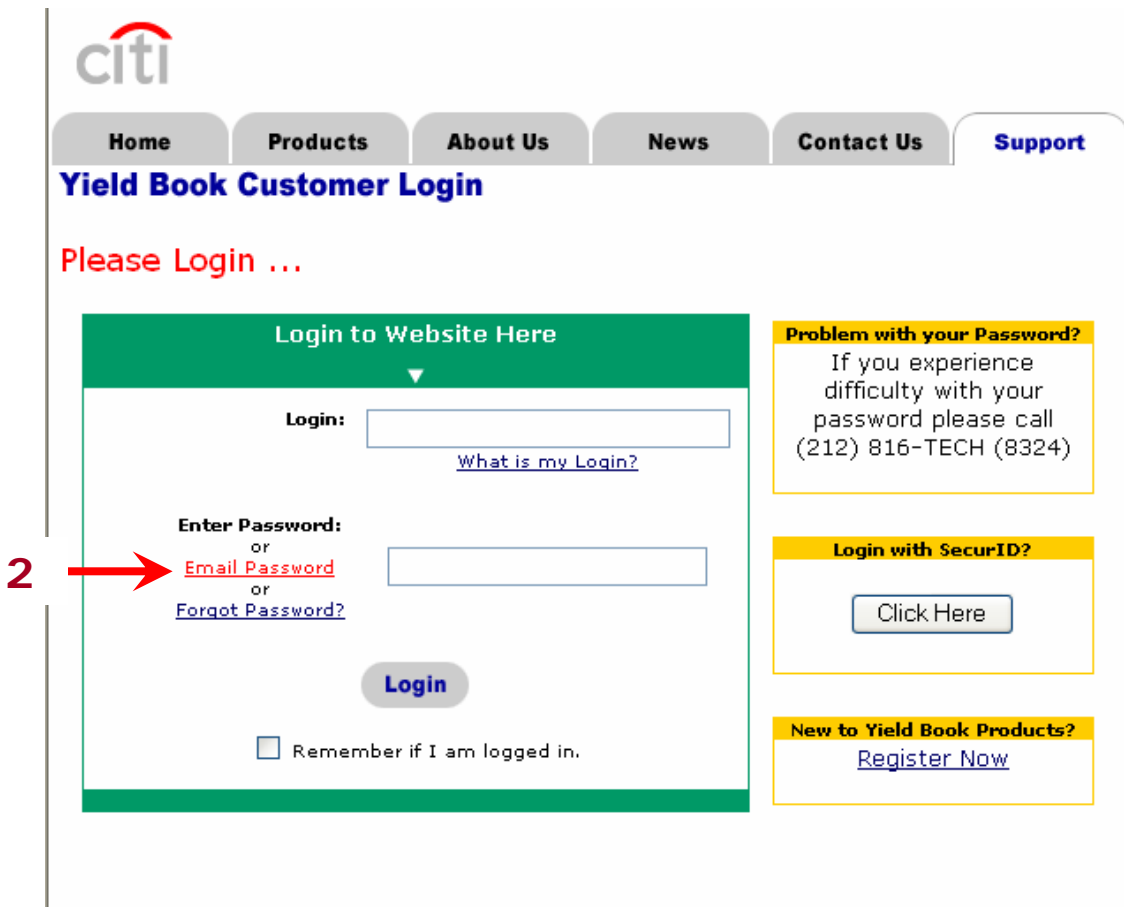 citi
Home Products About Us News Contact Us Support
Yield Book Customer Login
Please Login ...
Login to Website Here
Login:
What is my Login?
Enter Password:
or
Email Password
or
Forgot Password?
2
Login
Remember if I am logged in.
Problem with your Password?
If you experience
difficulty with your
password please call
(212) 816-TECH (8324)
Login with SecurID?
Click Here
New to Yield Book Products?
Register Now